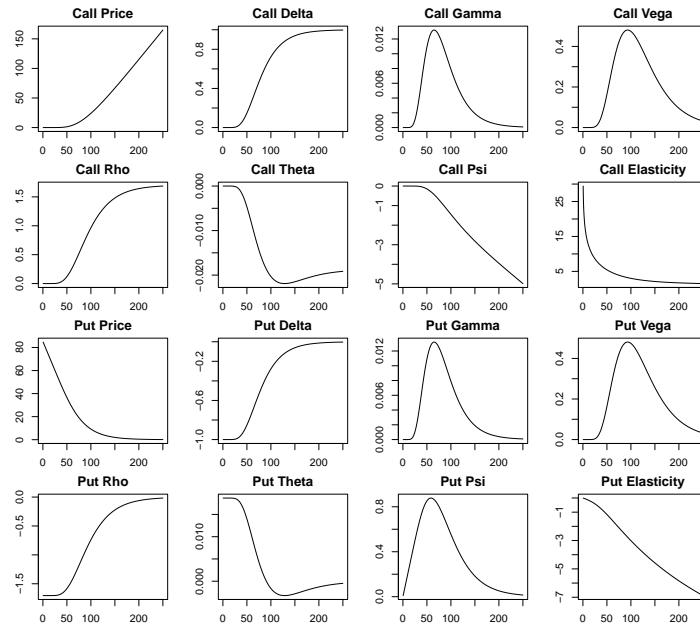 Call Price Call Delta Call Gamma Call Vega
0 50 100 150
0.0 0.4 0.8
0.000 0.006 0.012
0.0 0.2 0.4
0 50 100 200 0 50 100 200 0 50 100 200 0 50 100 200
Call Rho Call Theta Call Psi Call Elasticity
0.0 0.5 1.0 1.5
−0.020 −0.010 0.000
−5 −3 −1 0
5 15 25
0 50 100 200 0 50 100 200 0 50 100 200 0 50 100 200
Put Price Put Delta Put Gamma Put Vega
0 20 40 60 80
−1.0 −0.6 −0.2
0.000 0.006 0.012
0.0 0.2 0.4
0 50 100 200 0 50 100 200 0 50 100 200 0 50 100 200
Put Rho Put Theta Put Psi Put Elasticity
−1.5 −0.5 0.0
0.000 0.010
0.0 0.4 0.8
−7 −5 −3 −1
0 50 100 200 0 50 100 200 0 50 100 200 0 50 100 200